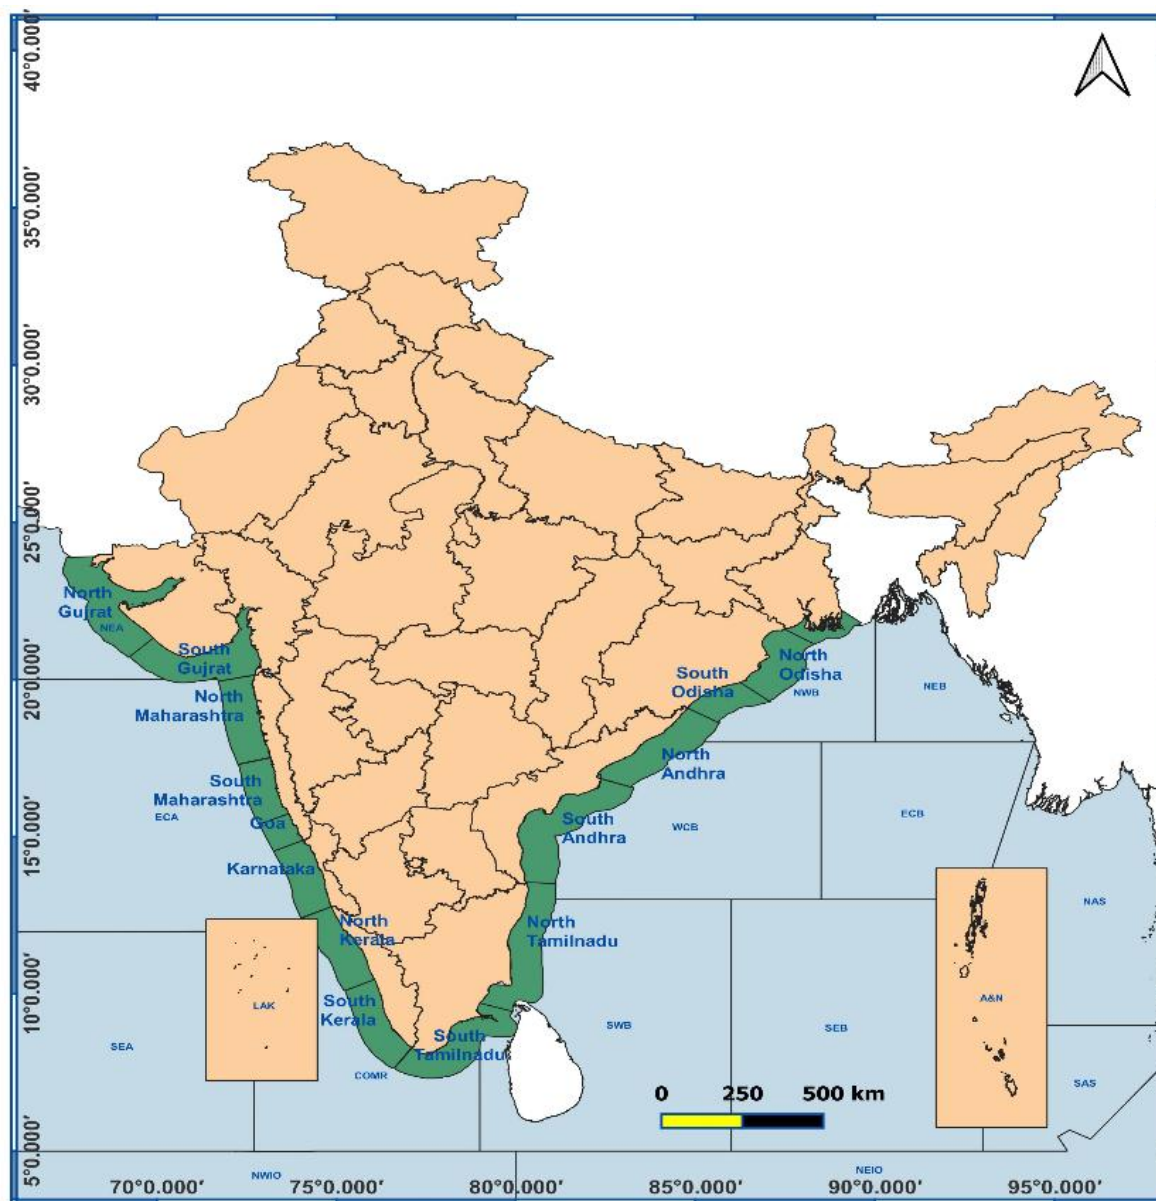 40°0.000'
35°0.000'
30°0.000'
25°0.000'
20°0.000'
15°0.000'
10°0.000'
5°0.000'
North
Gujrat
NEA
South
Gujrat
North
Maharashtra
South
Maharashtra
ECA
Goa
Karnataka
North
Kerala
South
Kerala
LAK
SEA
COMR
South
Tamilnadu
North
Tamilnadu
South
Andhra
North
Andhra
South
Odisha
North
Odisha
NWB
NEB
WCB
ECB
NAS
A&N
SWB
SEB
SAS
0 250 500 km
NWIO
NEIO
70°0.000' 75°0.000' 80°0.000' 85°0.000' 90°0.000' 95°0.000'